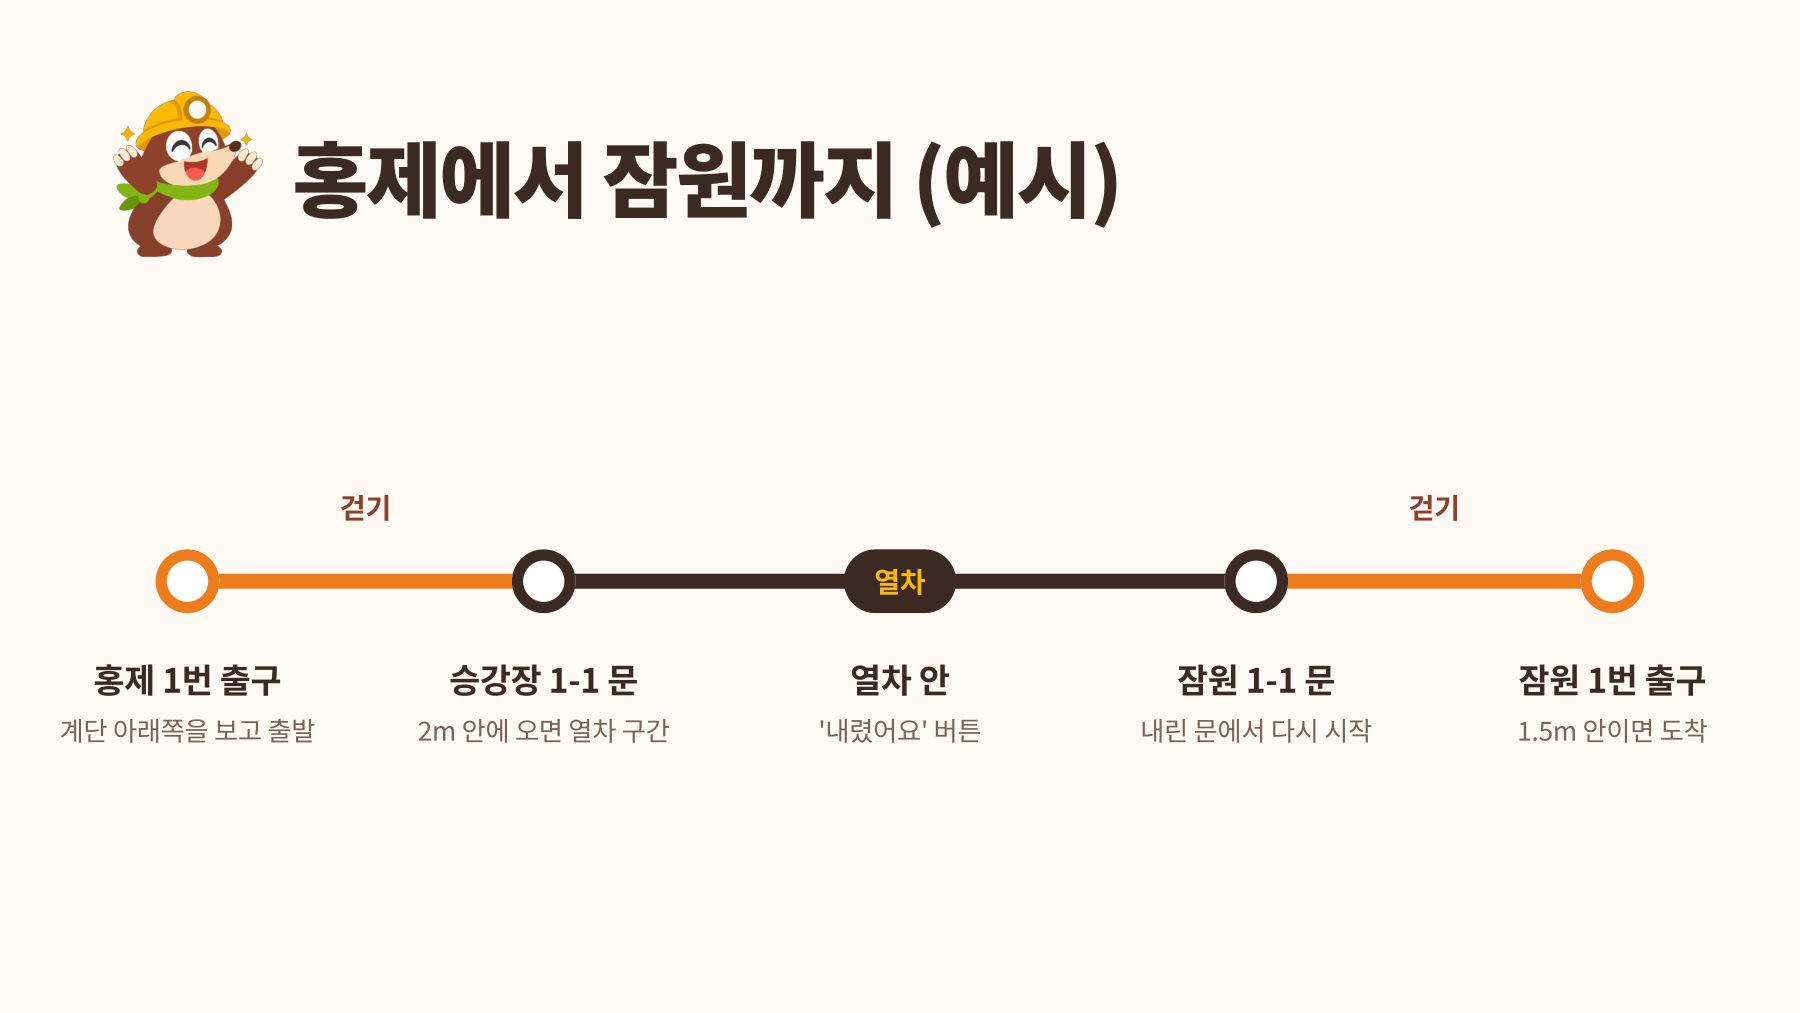 홍제에서 잠원까지 (예시)
걷기
걷기
열차
홍제 1번 출구
승강장 1-1 문
열차 안
잠원 1-1 문
잠원 1번 출구
계단 아래쪽을 보고 출발
2m 안에 오면 열차 구간
'내렸어요' 버튼
내린 문에서 다시 시작
1.5m 안이면 도착